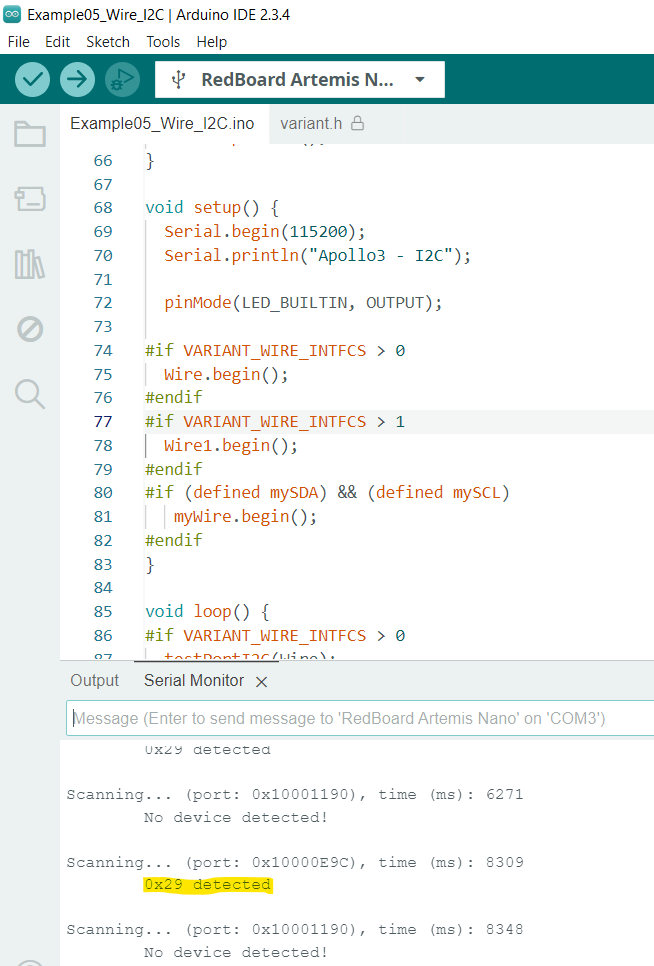 Example05_Wire_I2C | Arduino IDE 2.3.4
File Edit Sketch Tools Help
RedBoard Artemis N...
Example05_Wire_I2C.ino variant.h
66 }
67
68 void setup() {
69 Serial.begin(115200);
70 Serial.println("Apollo3 - I2C");
71
72 pinMode(LED_BUILTIN, OUTPUT);
73
74 #if VARIANT_WIRE_INTFCS > 0
75 Wire.begin();
76 #endif
77 #if VARIANT_WIRE_INTFCS > 1
78 Wire1.begin();
79 #endif
80 #if (defined mySDA) && (defined mySCL)
81 myWire.begin();
82 #endif
83 }
84
85 void loop() {
86 #if VARIANT_WIRE_INTFCS > 0
87 testPortI2C(Wire);
Output Serial Monitor
Message (Enter to send message to 'RedBoard Artemis Nano' on 'COM3')
0x29 detected
Scanning... (port: 0x10001190), time (ms): 6271
No device detected!
Scanning... (port: 0x10000E9C), time (ms): 8309
0x29 detected
Scanning... (port: 0x10001190), time (ms): 8348
No device detected!